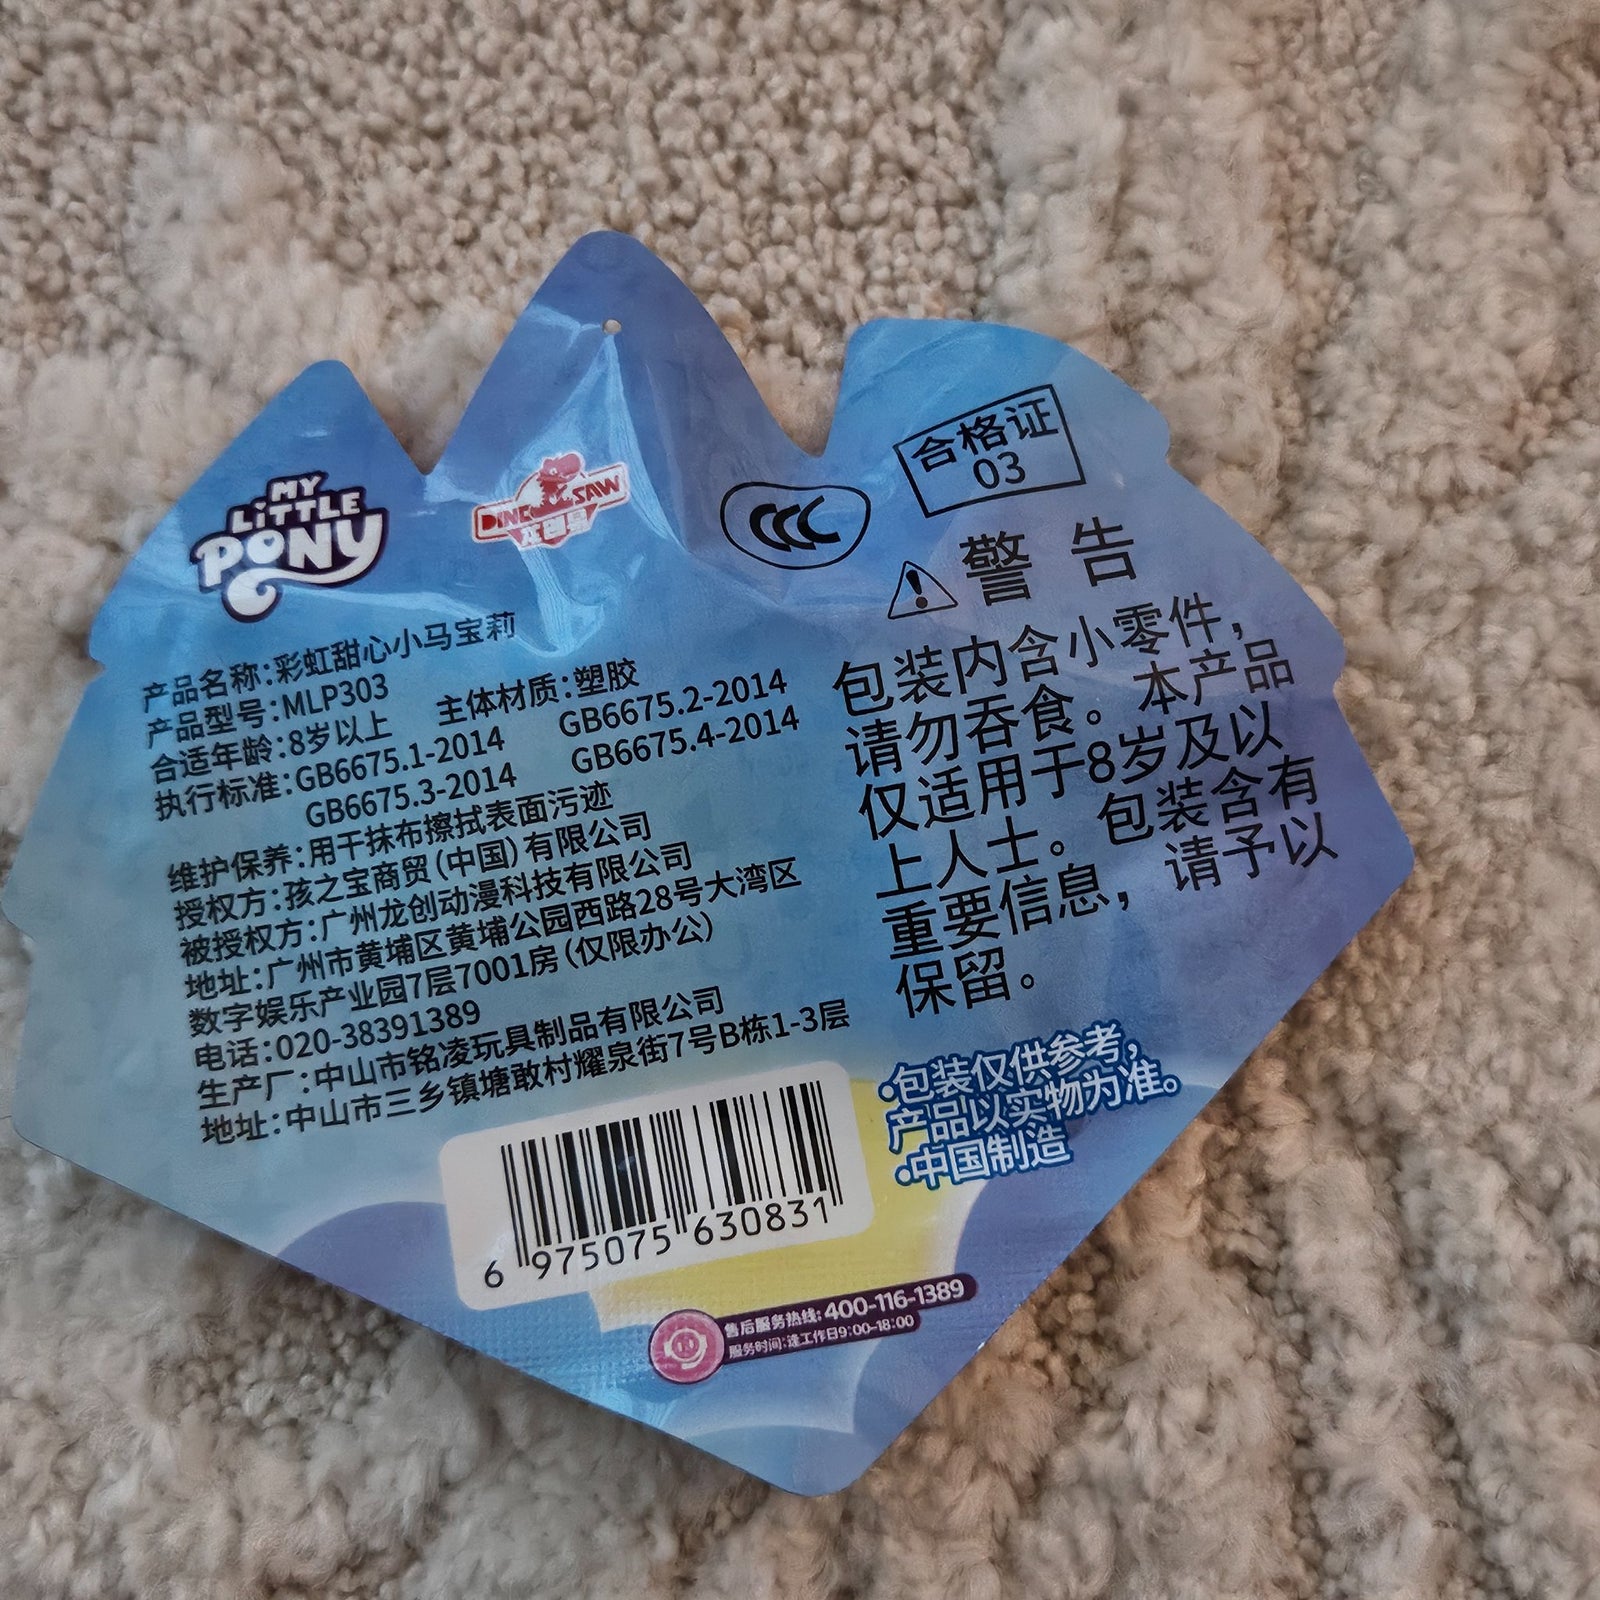 MY
LITTLE
PONY
DINO SAW
CCC
合格证
03
产品名称:彩虹甜心小马宝莉
产品型号:MLP303 主体材质:塑胶
合适年龄:8岁以上
执行标准:GB6675.1-2014 GB6675.2-2014
GB6675.3-2014 GB6675.4-2014
维护保养:用干抹布擦拭表面污迹
授权方:孩之宝商贸(中国)有限公司
被授权方:广州龙创动漫科技有限公司
地址:广州市黄埔区黄埔公园西路28号大湾区
数字娱乐产业园7层7001房(仅限办公)
电话:020-38391389
生产厂:中山市铭凌玩具制品有限公司
地址:中山市三乡镇塘敢村耀泉街7号B栋1-3层
警告
包装内含小零件,
请勿吞食。本产品
仅适用于8岁及以
上人士。包装含有
重要信息,请予以
保留。
·包装仅供参考,
产品以实物为准。
·中国制造
6 975075 630831
售后服务热线:400-116-1389
服务时间:逢工作日9:00-18:00